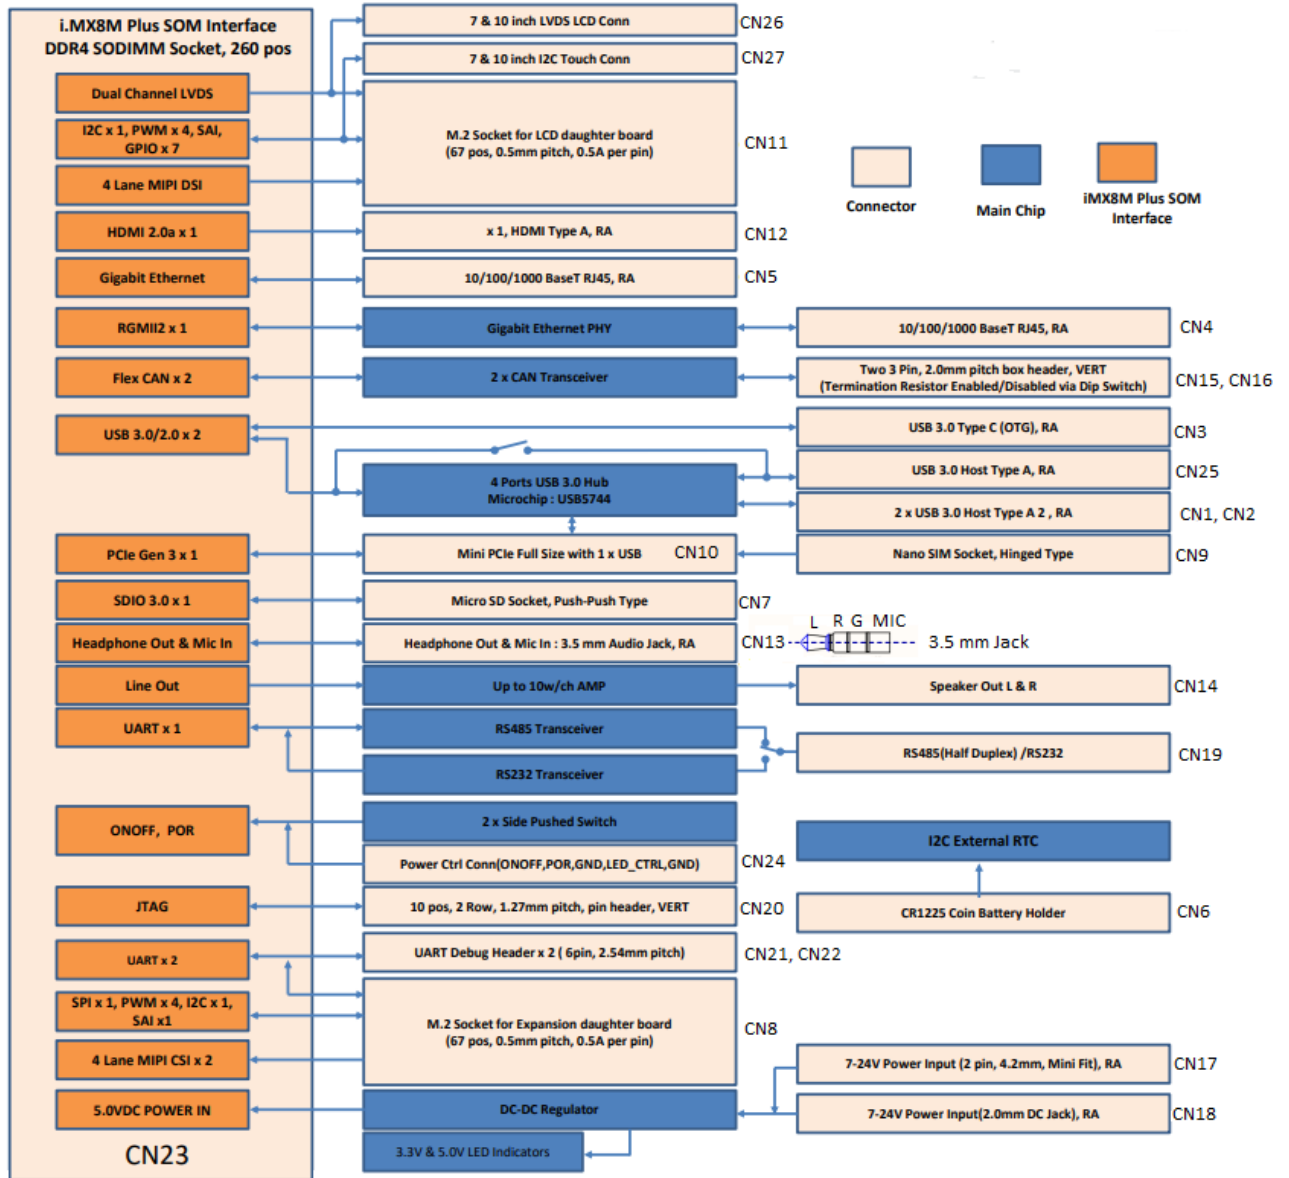 i.MX8M Plus SOM Interface
DDR4 SODIMM Socket, 260 pos
7 & 10 inch LVDS LCD Conn
CN26
7 & 10 inch I2C Touch Conn
CN27
Dual Channel LVDS
I2C x 1, PWM x 4, SAI,
GPIO x 7
M.2 Socket for LCD daughter board
(67 pos, 0.5mm pitch, 0.5A per pin)
CN11
4 Lane MIPI DSI
Connector
Main Chip
iMX8M Plus SOM
Interface
HDMI 2.0a x 1
x 1, HDMI Type A, RA
CN12
Gigabit Ethernet
10/100/1000 BaseT RJ45, RA
CN5
RGMII2 x 1
Gigabit Ethernet PHY
10/100/1000 BaseT RJ45, RA
CN4
Flex CAN x 2
2 x CAN Transceiver
Two 3 Pin, 2.0mm pitch box header, VERT
(Termination Resistor Enabled/Disabled via Dip Switch)
CN15, CN16
USB 3.0/2.0 x 2
USB 3.0 Type C (OTG), RA
CN3
4 Ports USB 3.0 Hub
Microchip : USB5744
USB 3.0 Host Type A, RA
CN25
2 x USB 3.0 Host Type A 2 , RA
CN1, CN2
PCIe Gen 3 x 1
Mini PCIe Full Size with 1 x USB
CN10
Nano SIM Socket, Hinged Type
CN9
SDIO 3.0 x 1
Micro SD Socket, Push-Push Type
CN7
Headphone Out & Mic In
Headphone Out & Mic In : 3.5 mm Audio Jack, RA
CN13
L R G MIC
3.5 mm Jack
Line Out
Up to 10w/ch AMP
Speaker Out L & R
CN14
UART x 1
RS485 Transceiver
RS232 Transceiver
RS485(Half Duplex) /RS232
CN19
ONOFF, POR
2 x Side Pushed Switch
I2C External RTC
Power Ctrl Conn(ONOFF,POR,GND,LED_CTRL,GND)
CN24
JTAG
10 pos, 2 Row, 1.27mm pitch, pin header, VERT
CN20
CR1225 Coin Battery Holder
CN6
UART x 2
UART Debug Header x 2 ( 6pin, 2.54mm pitch)
CN21, CN22
SPI x 1, PWM x 4, I2C x 1,
SAI x1
M.2 Socket for Expansion daughter board
(67 pos, 0.5mm pitch, 0.5A per pin)
CN8
4 Lane MIPI CSI x 2
7-24V Power Input (2 pin, 4.2mm, Mini Fit), RA
CN17
5.0VDC POWER IN
DC-DC Regulator
7-24V Power Input(2.0mm DC Jack), RA
CN18
CN23
3.3V & 5.0V LED Indicators